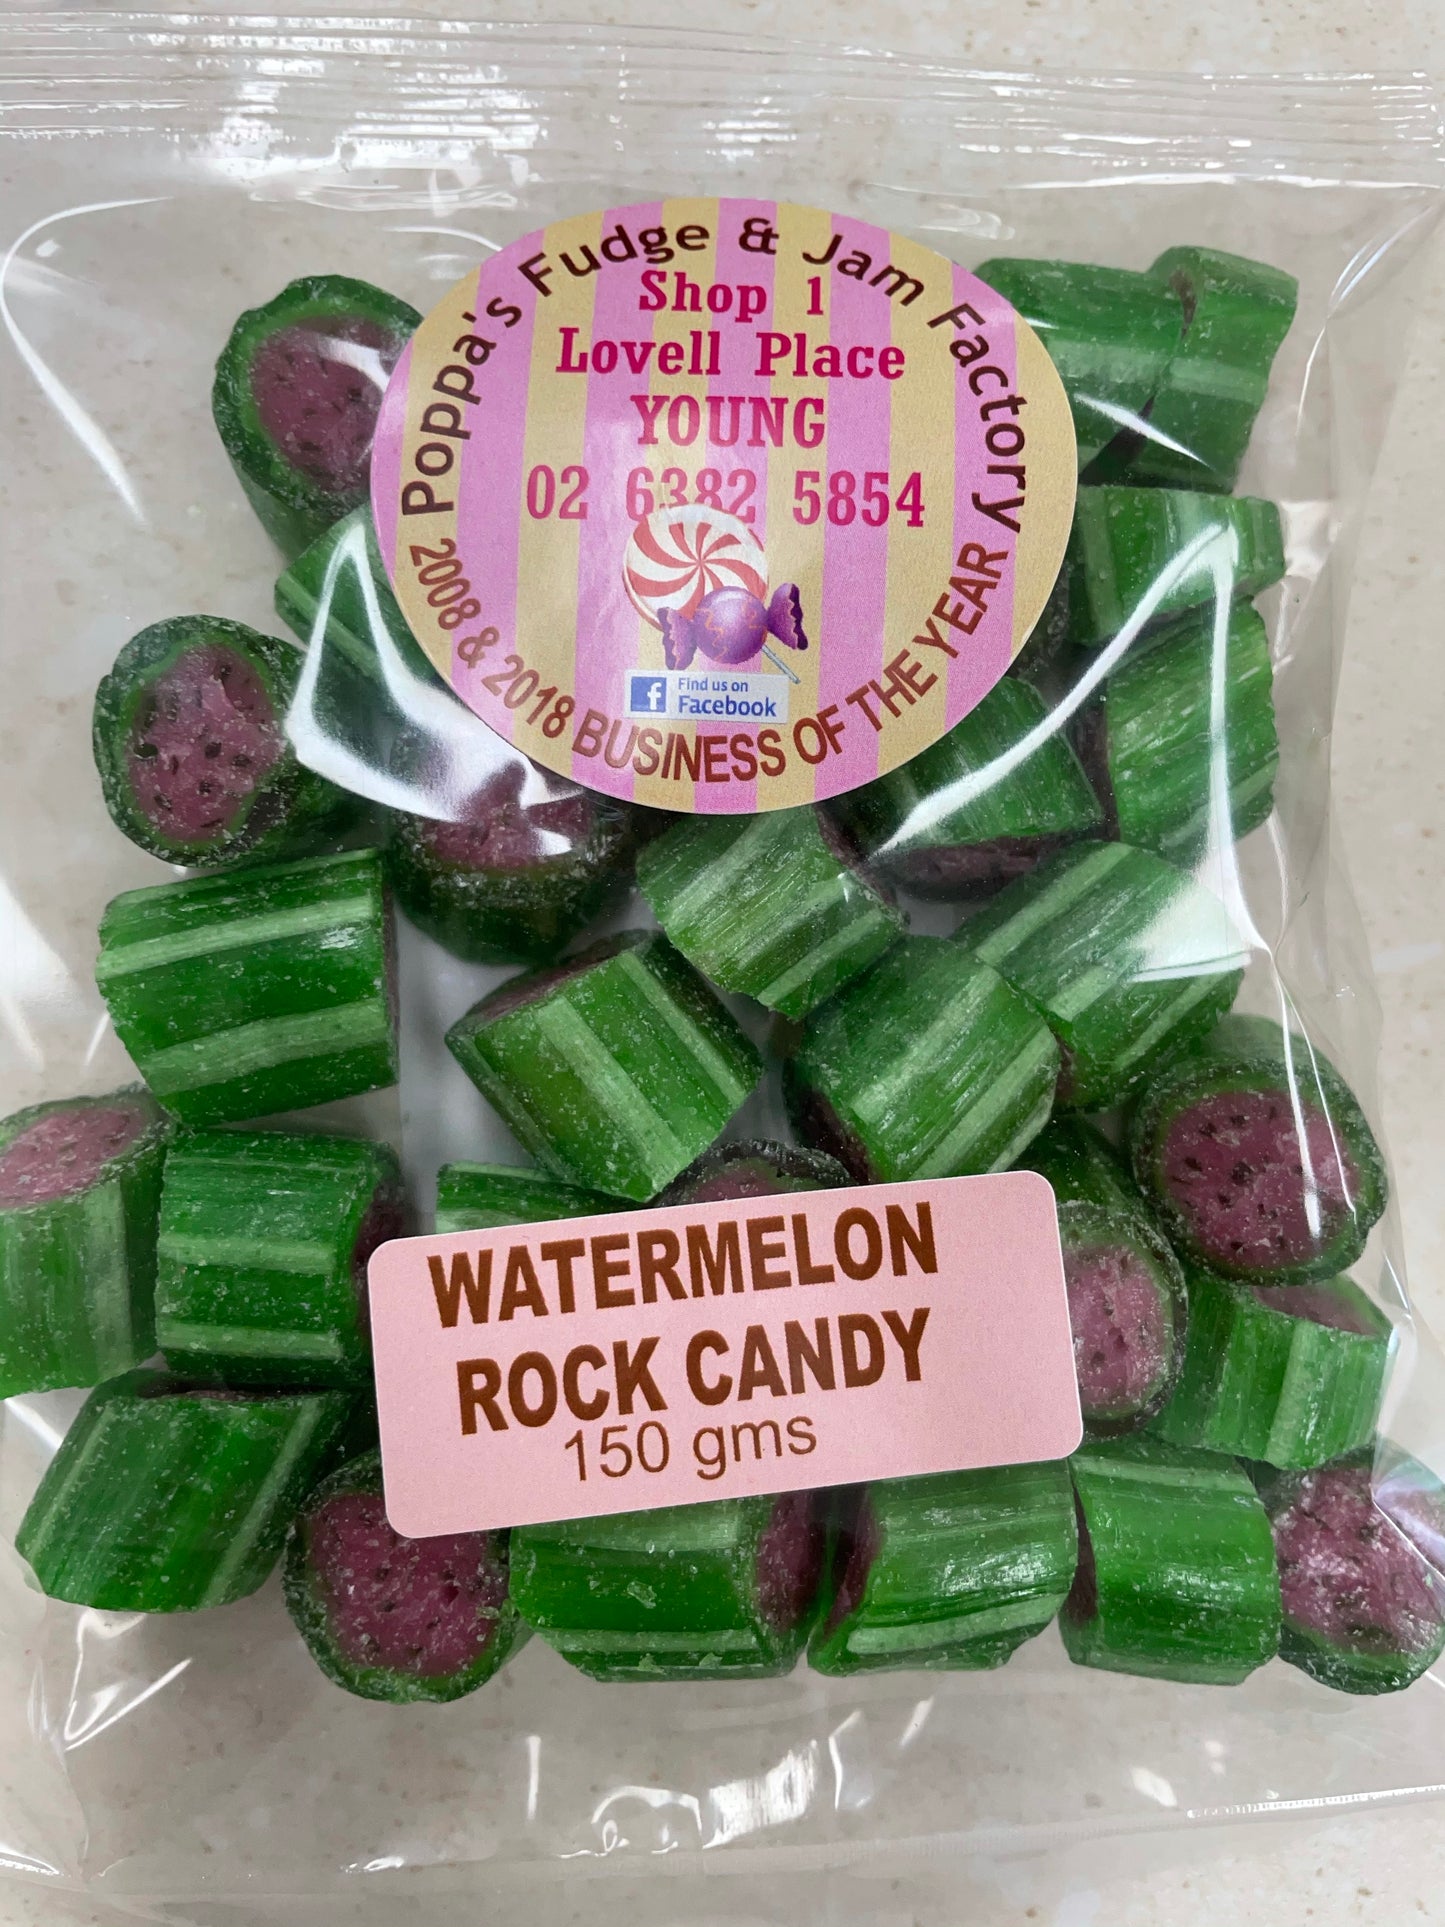 Poppa's Fudge & Jam Factory
Shop 1
Lovell Place
YOUNG
02 6382 5854
f Find us on
Facebook
2008 & 2018 BUSINESS OF THE YEAR
WATERMELON
ROCK CANDY
150 gms